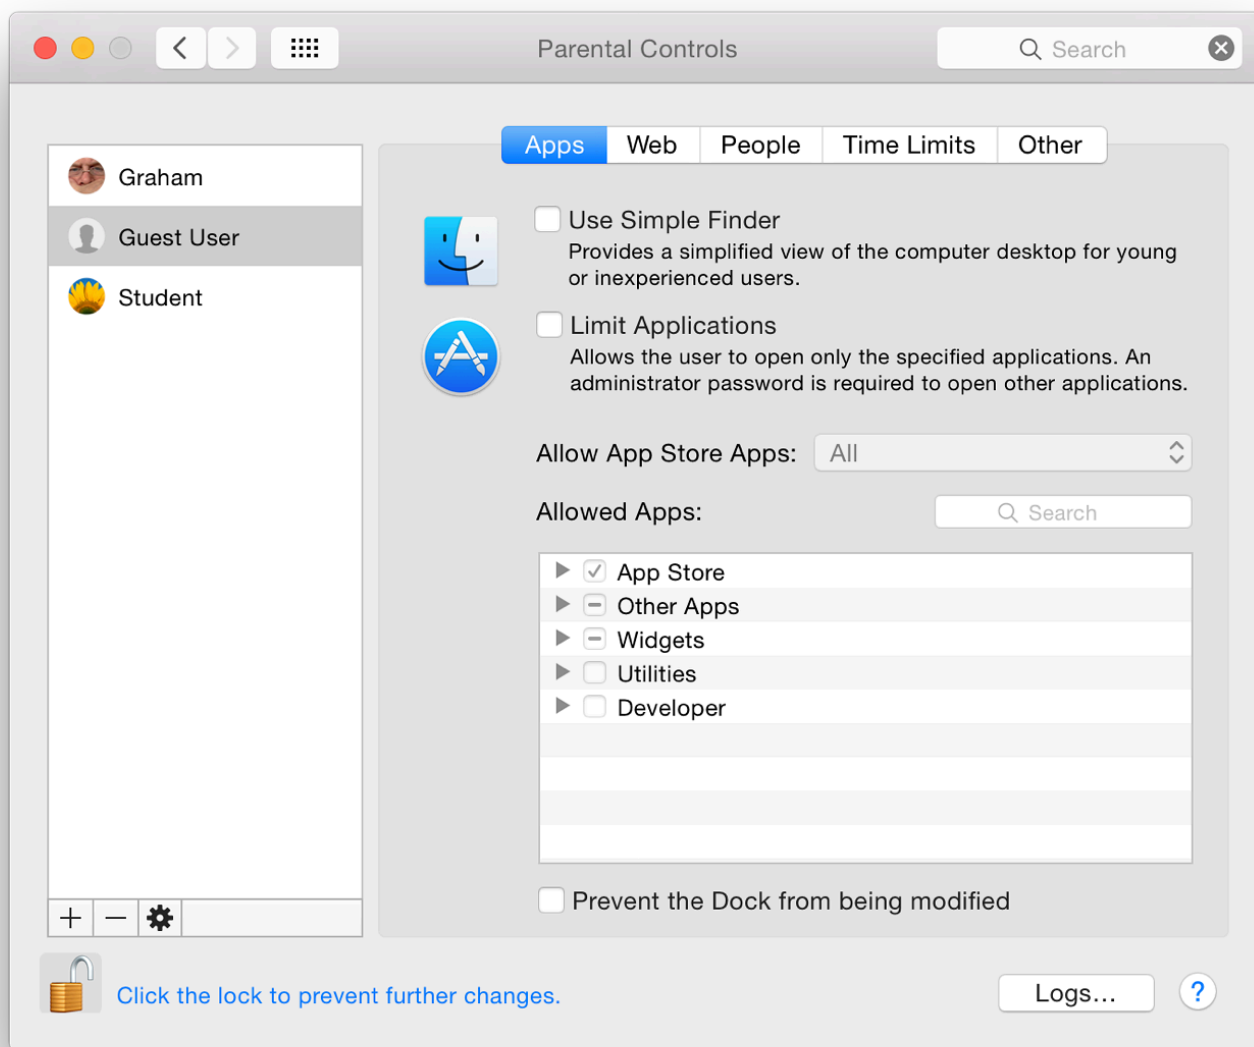 Parental Controls
Search
Apps
Web
People
Time Limits
Other
Graham
Guest User
Student
Use Simple Finder
Provides a simplified view of the computer desktop for young
or inexperienced users.
Limit Applications
Allows the user to open only the specified applications. An
administrator password is required to open other applications.
Allow App Store Apps: All
Allowed Apps:
Search
App Store
Other Apps
Widgets
Utilities
Developer
Prevent the Dock from being modified
Click the lock to prevent further changes.
Logs...
?